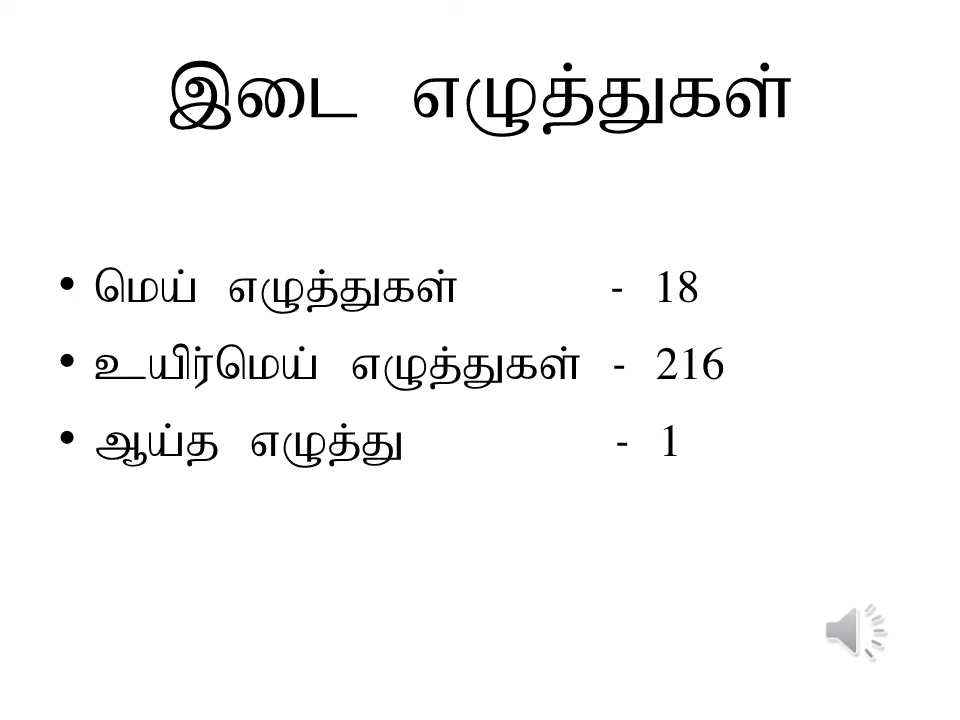 இடை எழுத்துகள்
• மெய் எழுத்துகள் - 18
• உயிர்மெய் எழுத்துகள் - 216
• ஆய்த எழுத்து - 1